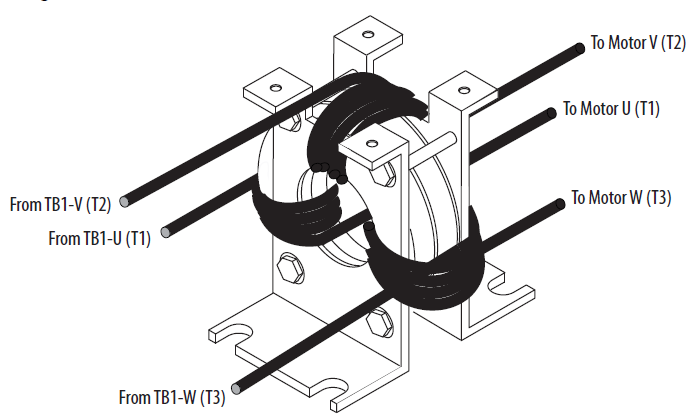 To Motor V (T2)
To Motor U (T1)
To Motor W (T3)
From TB1-V (T2)
From TB1-U (T1)
From TB1-W (T3)